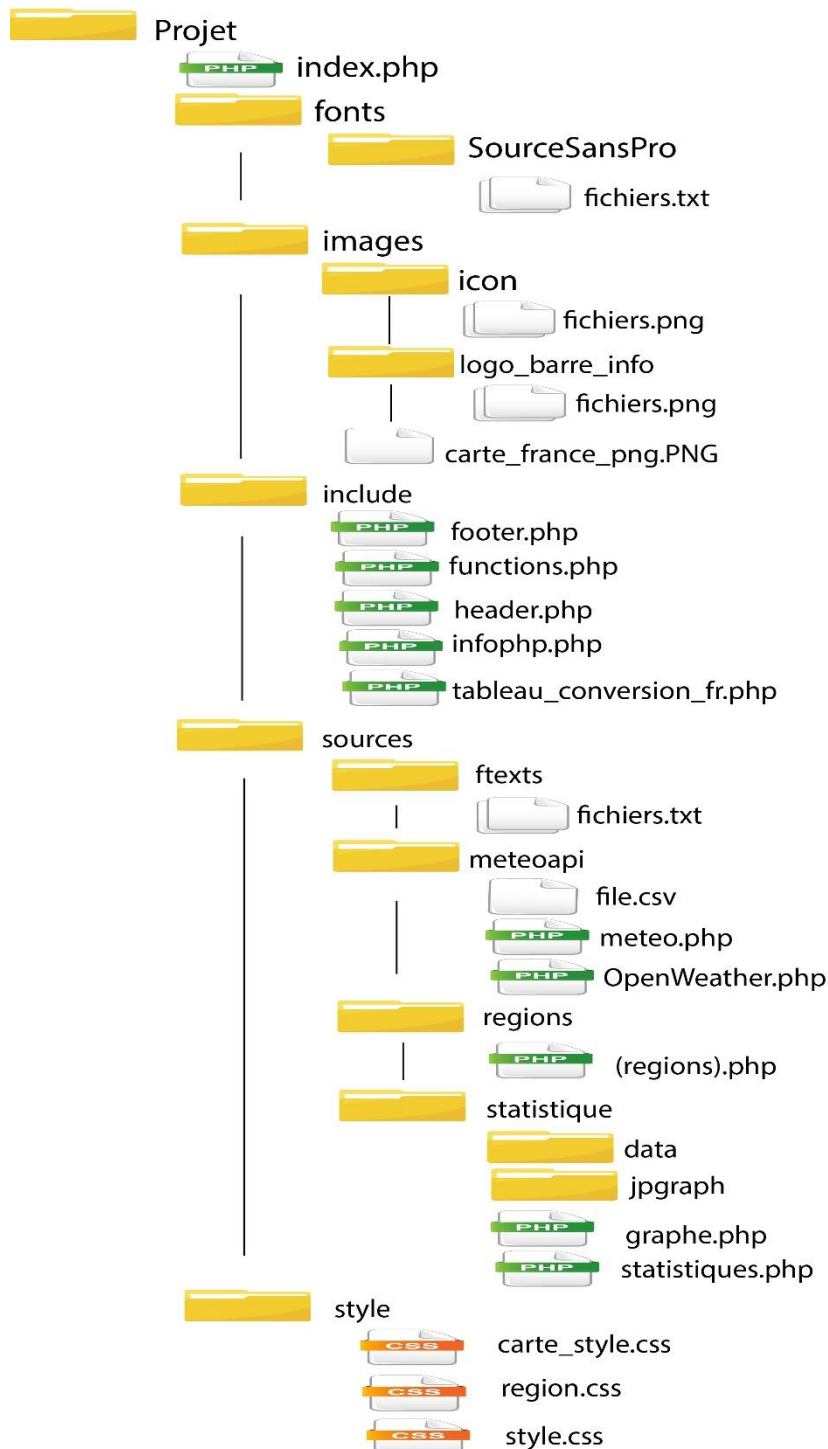 Projet
PHP index.php
fonts
SourceSansPro
fichiers.txt
images
icon
fichiers.png
logo_barre_info
fichiers.png
carte_france_png.PNG
include
PHP footer.php
PHP functions.php
PHP header.php
PHP infophp.php
PHP tableau_conversion_fr.php
sources
ftexts
fichiers.txt
meteoapi
file.csv
PHP meteo.php
PHP OpenWeather.php
regions
PHP (regions).php
statistique
data
jpgraph
PHP graphe.php
PHP statistiques.php
style
CSS carte_style.css
CSS region.css
CSS style.css